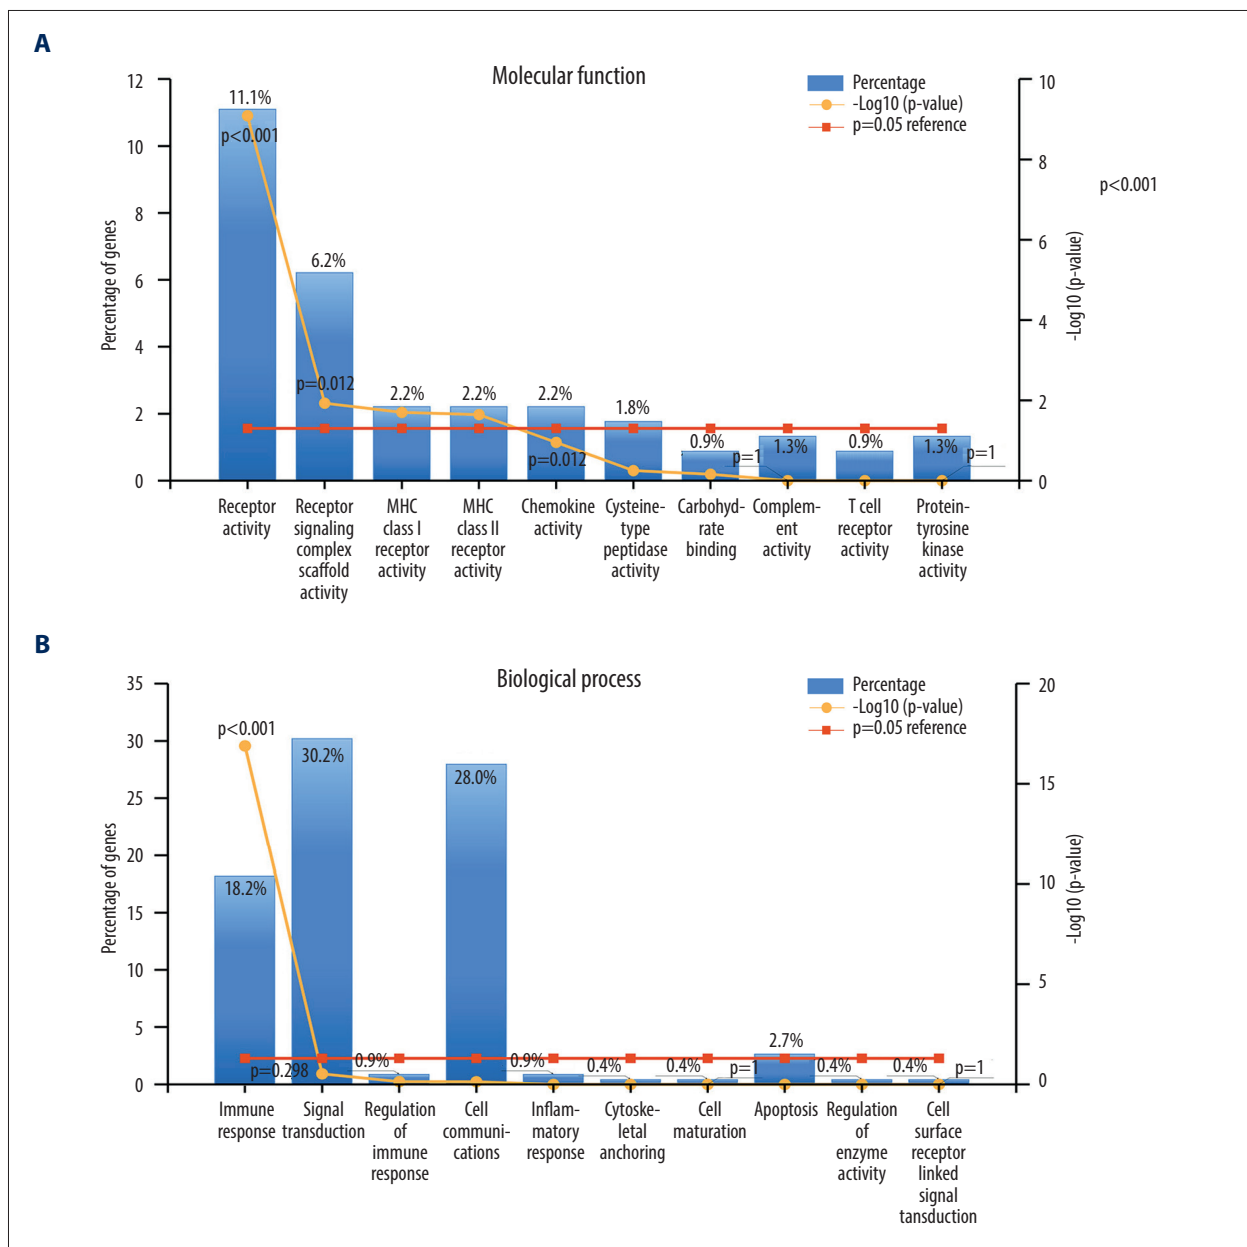 A
Molecular function
Percentage
-Log10 (p-value)
p=0.05 reference
12
10
8
6
4
2
0
Percentage of genes
11.1%
p<0.001
6.2%
p=0.012
2.2%
2.2%
2.2%
p=0.012
1.8%
0.9%
p=1
1.3%
0.9%
1.3%
p=1
10
8
6
4
2
0
-Log10 (p-value)
p<0.001
Receptor
activity
Receptor
signaling
complex
scaffold
activity
MHC
class I
receptor
activity
MHC
class II
receptor
activity
Chemokine
activity
Cysteine-
type
peptidase
activity
Carbohyd-
rate
binding
Complem-
ent
activity
T cell
receptor
activity
Protein-
tyrosine
kinase
activity
B
Biological process
Percentage
-Log10 (p-value)
p=0.05 reference
35
30
25
20
15
10
5
0
Percentage of genes
p<0.001
18.2%
30.2%
p=0.298
0.9%
28.0%
0.9%
0.4%
0.4%
p=1
2.7%
0.4%
0.4%
p=1
20
15
10
5
0
-Log10 (p-value)
Immune
response
Signal
transduction
Regulation
of
immune
response
Cell
communi-
cations
Inflam-
matory
response
Cytoske-
letal
anchoring
Cell
maturation
Apoptosis
Regulation
of
enzyme
activity
Cell
surface
receptor
linked
signal
tansduction